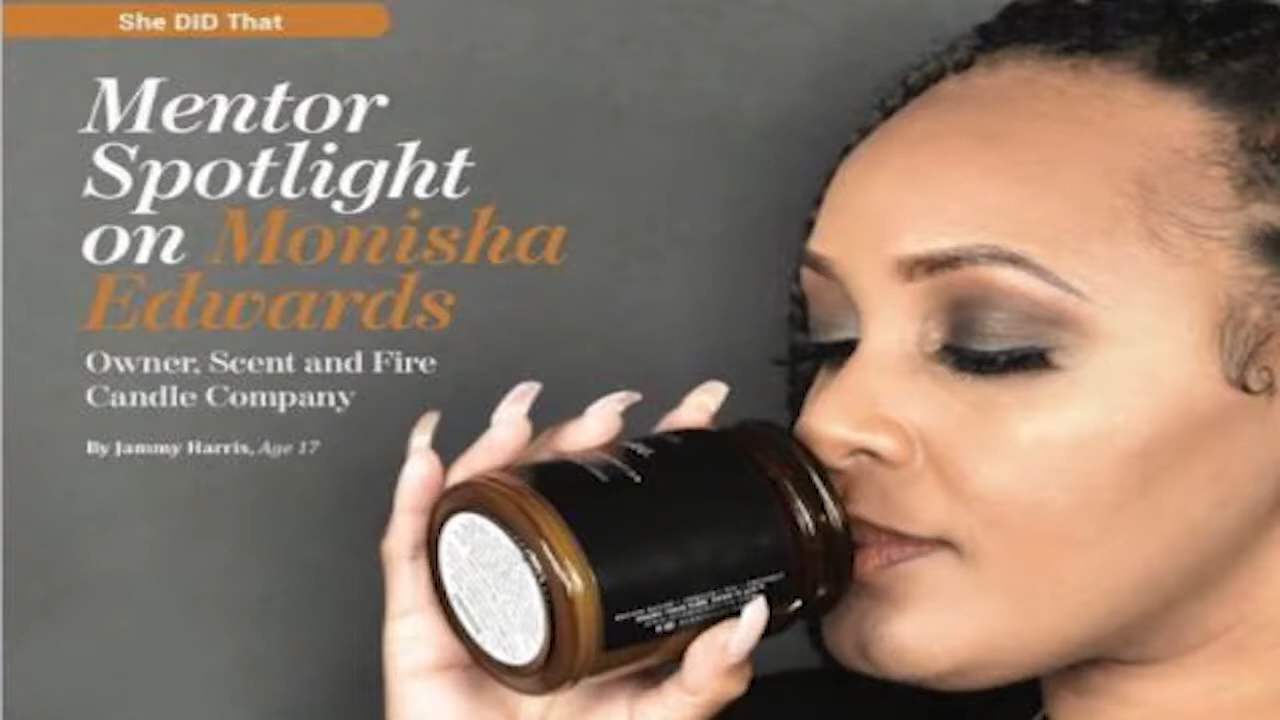 She DID That
Mentor
Spotlight
on Monisha
Edwards
Owner, Scent and Fire
Candle Company
By Jammy Harris, Age 17